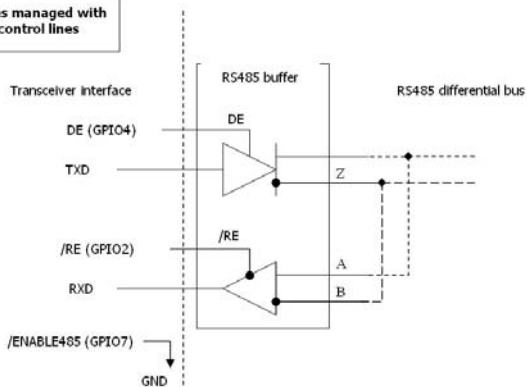 es managed with
control lines
RS485 buffer
Transceiver interface
RS485 differential bus
DE (GPIO4)
DE
TXD
Z
/RE (GPIO2)
/RE
A
RXD
B
/ENABLE485 (GPIO7)
GND